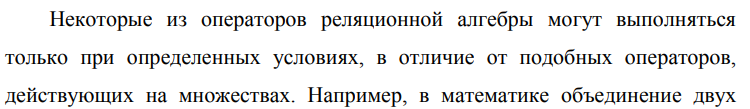 Некоторые из операторов реляционной алгебры могут выполняться
только при определенных условиях, в отличие от подобных операторов,
действующих на множествах. Например, в математике объединение двух